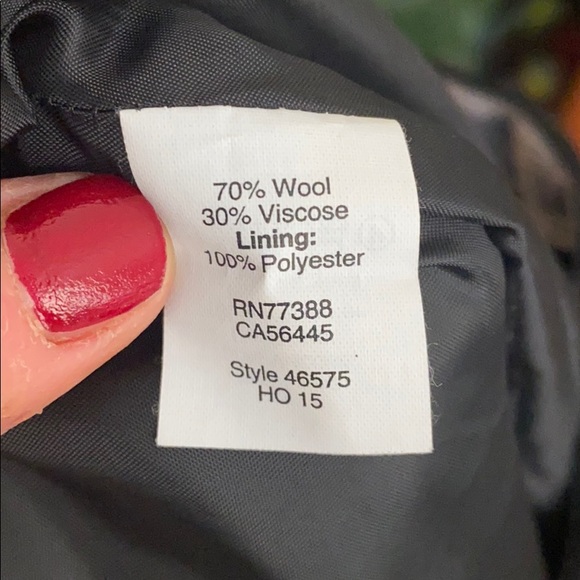 70% Wool
30% Viscose
Lining:
100% Polyester
RN77388
CA56445
Style 46575
HO 15